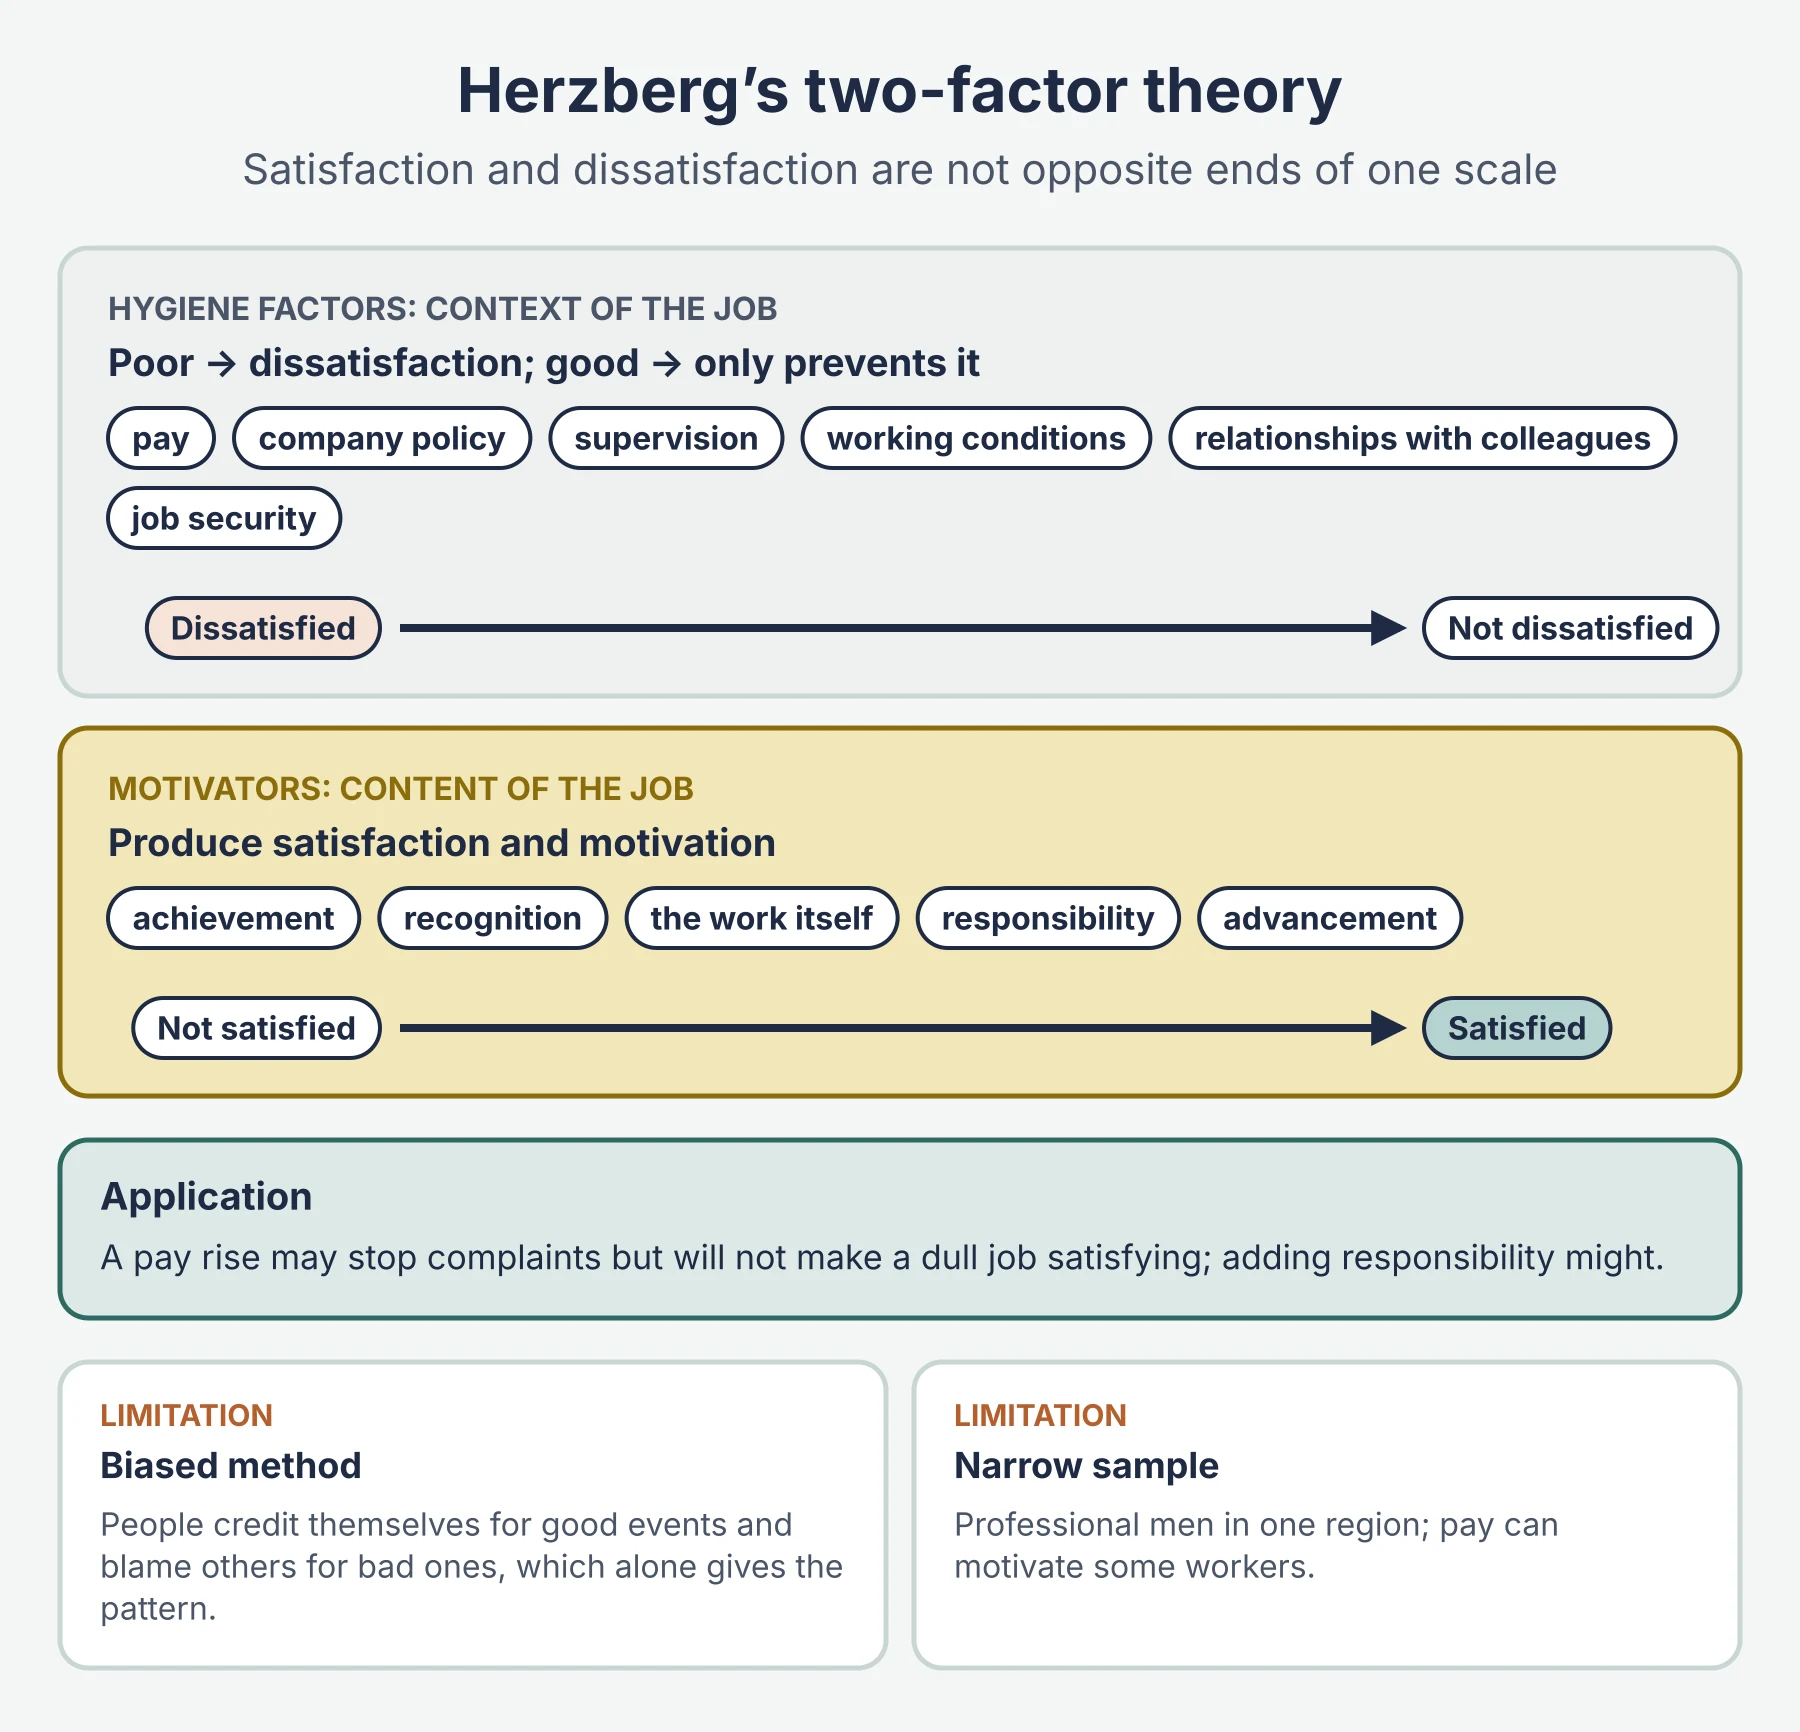 Herzberg’s two-factor theory
Satisfaction and dissatisfaction are not opposite ends of one scale
HYGIENE FACTORS: CONTEXT OF THE JOB
Poor → dissatisfaction; good → only prevents it
pay company policy supervision working conditions relationships with colleagues
job security
Dissatisfied Not dissatisfied
MOTIVATORS: CONTENT OF THE JOB
Produce satisfaction and motivation
achievement recognition the work itself responsibility advancement
Not satisfied Satisfied
Application
A pay rise may stop complaints but will not make a dull job satisfying; adding responsibility might.
LIMITATION
Biased method
People credit themselves for good events and
blame others for bad ones, which alone gives the
pattern.
LIMITATION
Narrow sample
Professional men in one region; pay can
motivate some workers.